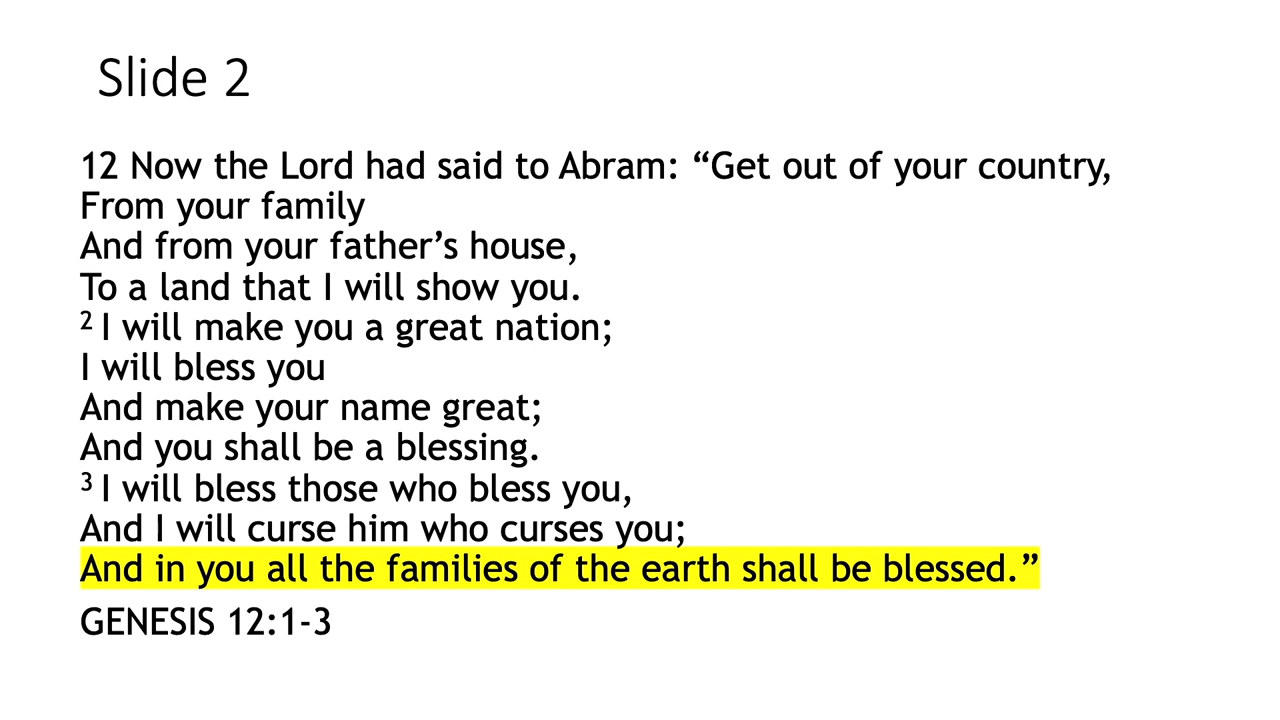 Slide 2
12 Now the Lord had said to Abram: “Get out of your country,
From your family
And from your father’s house,
To a land that I will show you.
2 I will make you a great nation;
I will bless you
And make your name great;
And you shall be a blessing.
3 I will bless those who bless you,
And I will curse him who curses you;
And in you all the families of the earth shall be blessed.”
GENESIS 12:1-3